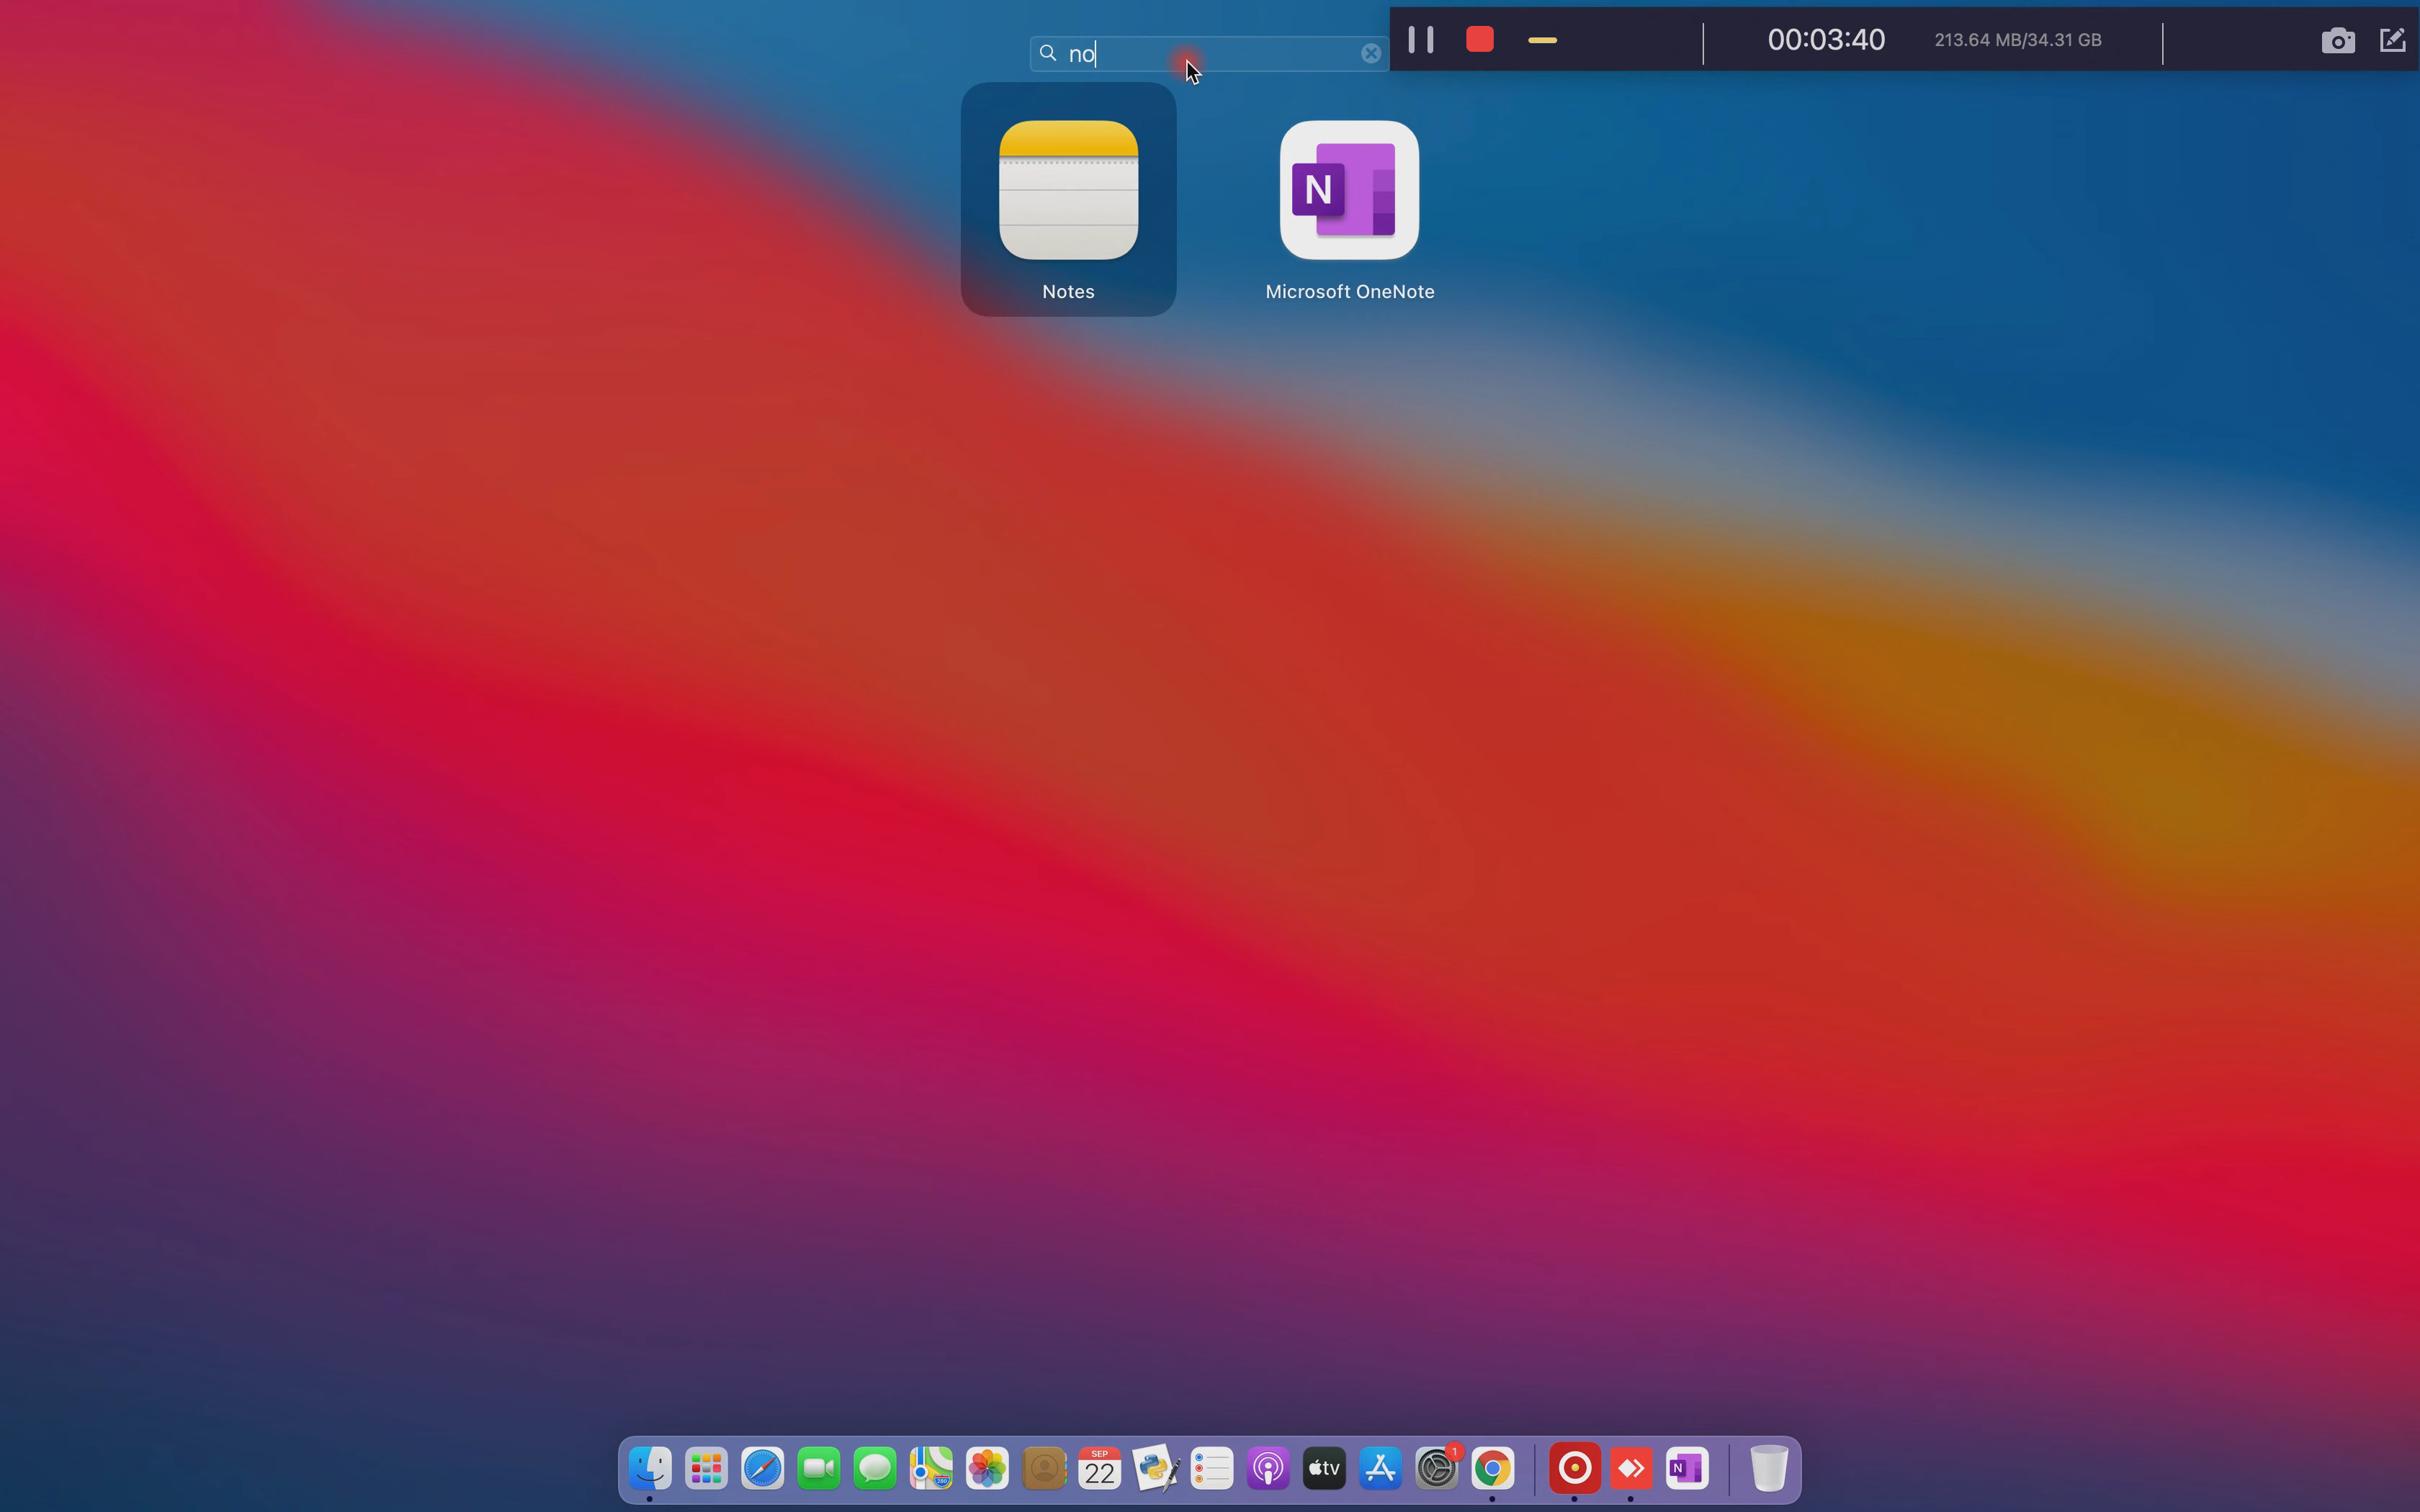 no
00:03:40
213.64 MB/34.31 GB
N
Notes
Microsoft OneNote
SEP
22
tv
1
N